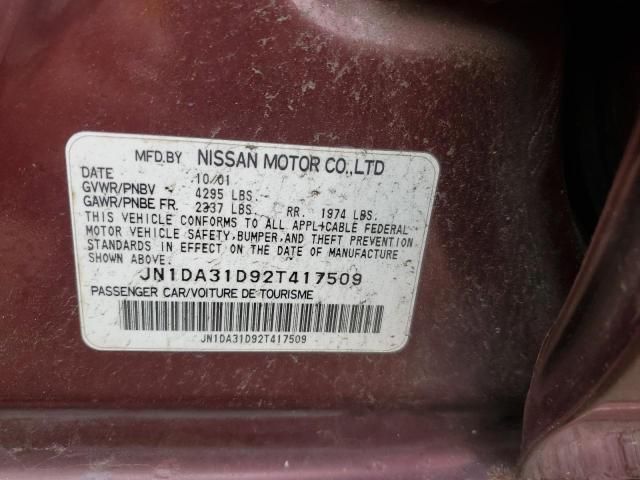 MFD.BY NISSAN MOTOR CO.,LTD
DATE 10/01
GVWR/PNBV 4295 LBS.
GAWR/PNBE FR. 2337 LBS. RR. 1974 LBS.
THIS VEHICLE CONFORMS TO ALL APPLICABLE FEDERAL
MOTOR VEHICLE SAFETY, BUMPER, AND THEFT PREVENTION
STANDARDS IN EFFECT ON THE DATE OF MANUFACTURE
SHOWN ABOVE.
JN1DA31D92T417509
PASSENGER CAR/VOITURE DE TOURISME
JN1DA31D92T417509